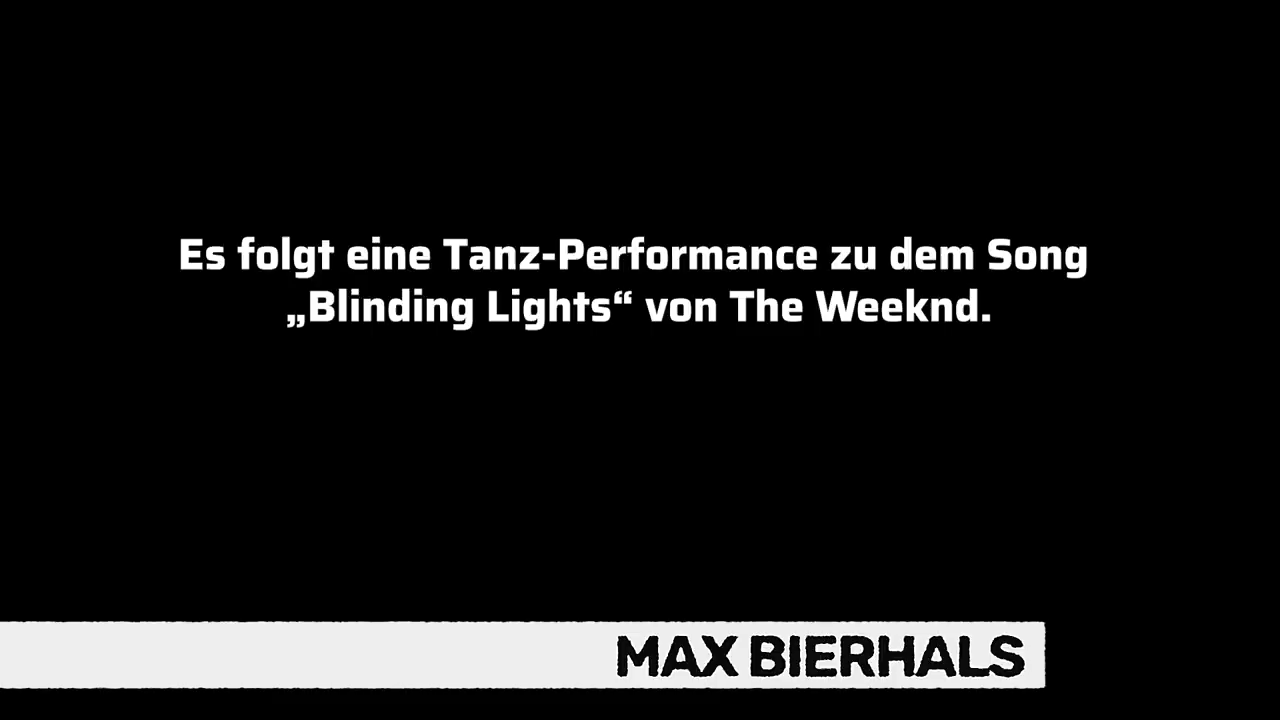 Es folgt eine Tanz-Performance zu dem Song
„Blinding Lights“ von The Weeknd.
MAX BIERHALS